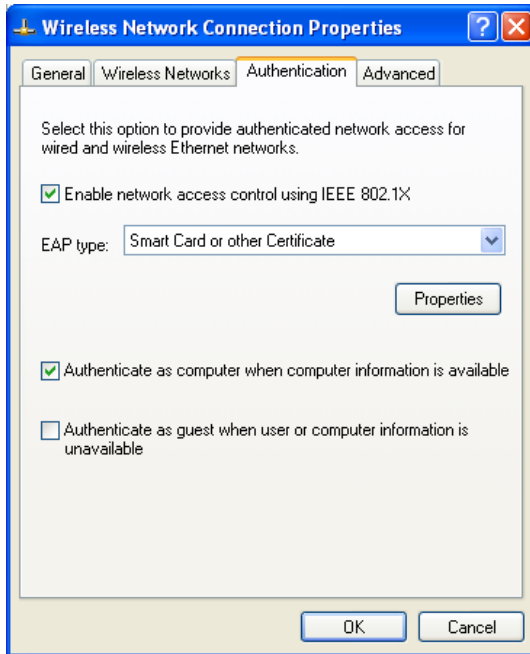 Wireless Network Connection Properties
General Wireless Networks Authentication Advanced
Select this option to provide authenticated network access for
wired and wireless Ethernet networks.
Enable network access control using IEEE 802.1X
EAP type: Smart Card or other Certificate
Properties
Authenticate as computer when computer information is available
Authenticate as guest when user or computer information is
unavailable
OK Cancel